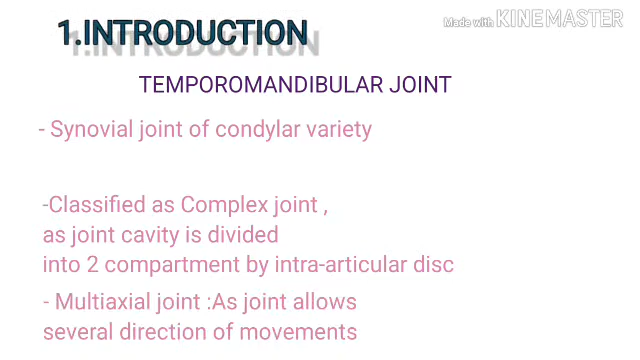 Made with KINEMASTER
1.INTRODUCTION
TEMPOROMANDIBULAR JOINT
- Synovial joint of condylar variety
-Classified as Complex joint ,
as joint cavity is divided
into 2 compartment by intra-articular disc
- Multiaxial joint :As joint allows
several direction of movements